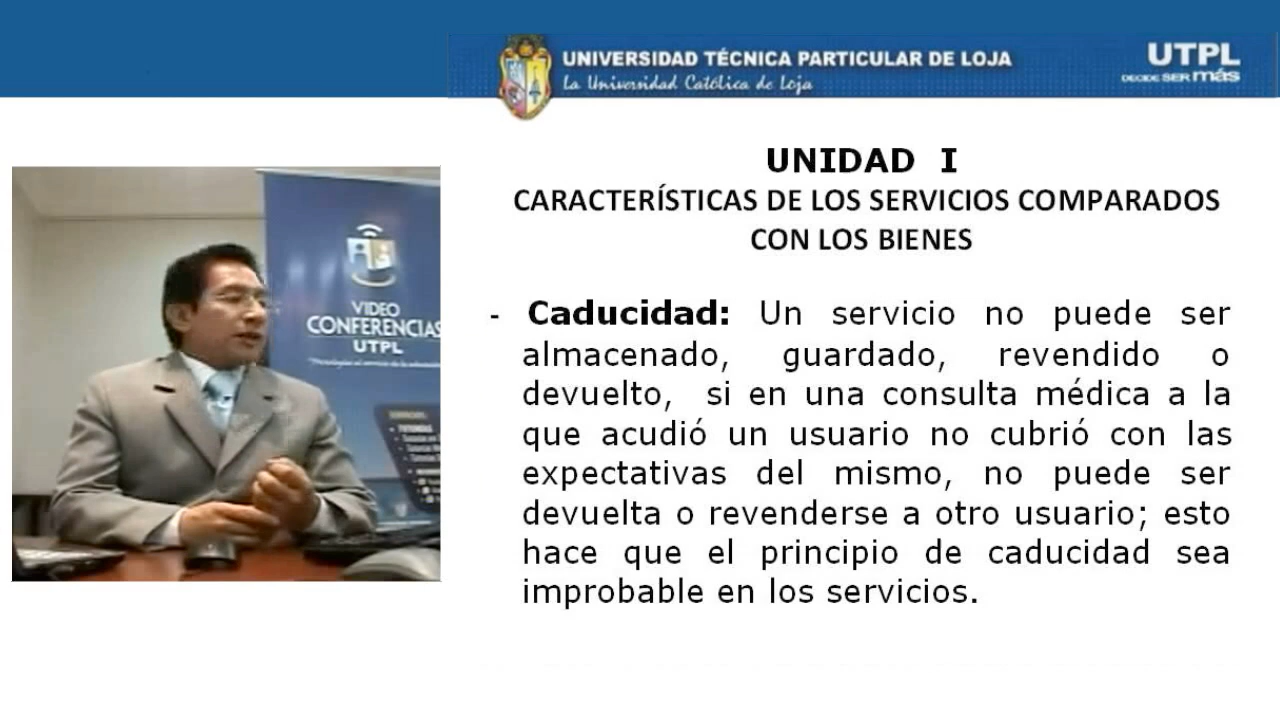 UNIVERSIDAD TÉCNICA PARTICULAR DE LOJA
La Universidad Católica de Loja
UTPL
DECIDE SER más
UNIDAD I
CARACTERÍSTICAS DE LOS SERVICIOS COMPARADOS
CON LOS BIENES
- Caducidad: Un servicio no puede ser
almacenado, guardado, revendido o
devuelto, si en una consulta médica a la
que acudió un usuario no cubrió con las
expectativas del mismo, no puede ser
devuelta o revenderse a otro usuario; esto
hace que el principio de caducidad sea
improbable en los servicios.
VIDEO
CONFERENCIAS
UTPL